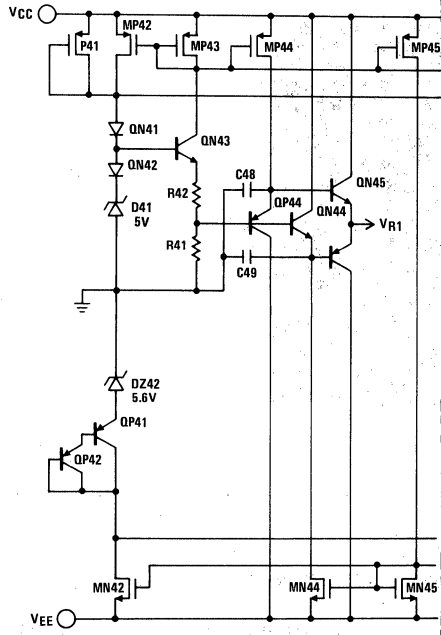 VCC
P41
MP42
MP43
MP44
MP45
QN41
QN42
QN43
C48
QN45
R42
QP44
QN44
D41
5V
VR1
R41
C49
DZ42
5.6V
QP41
QP42
MN42
MN44
MN45
VEE